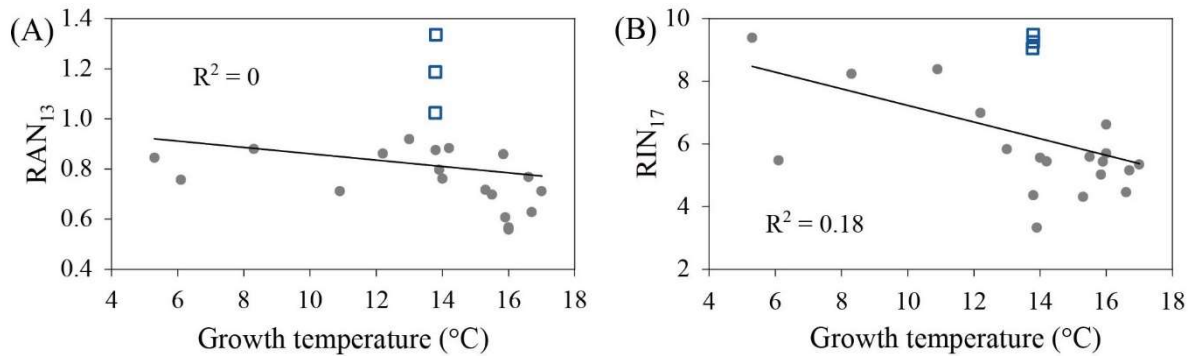 (A)
RAN₁₃
1.4
1.2
1.0
0.8
0.6
0.4
R² = 0
4 6 8 10 12 14 16 18
Growth temperature (°C)
(B)
RIN₁₇
10
8
6
4
2
R² = 0.18
4 6 8 10 12 14 16 18
Growth temperature (°C)